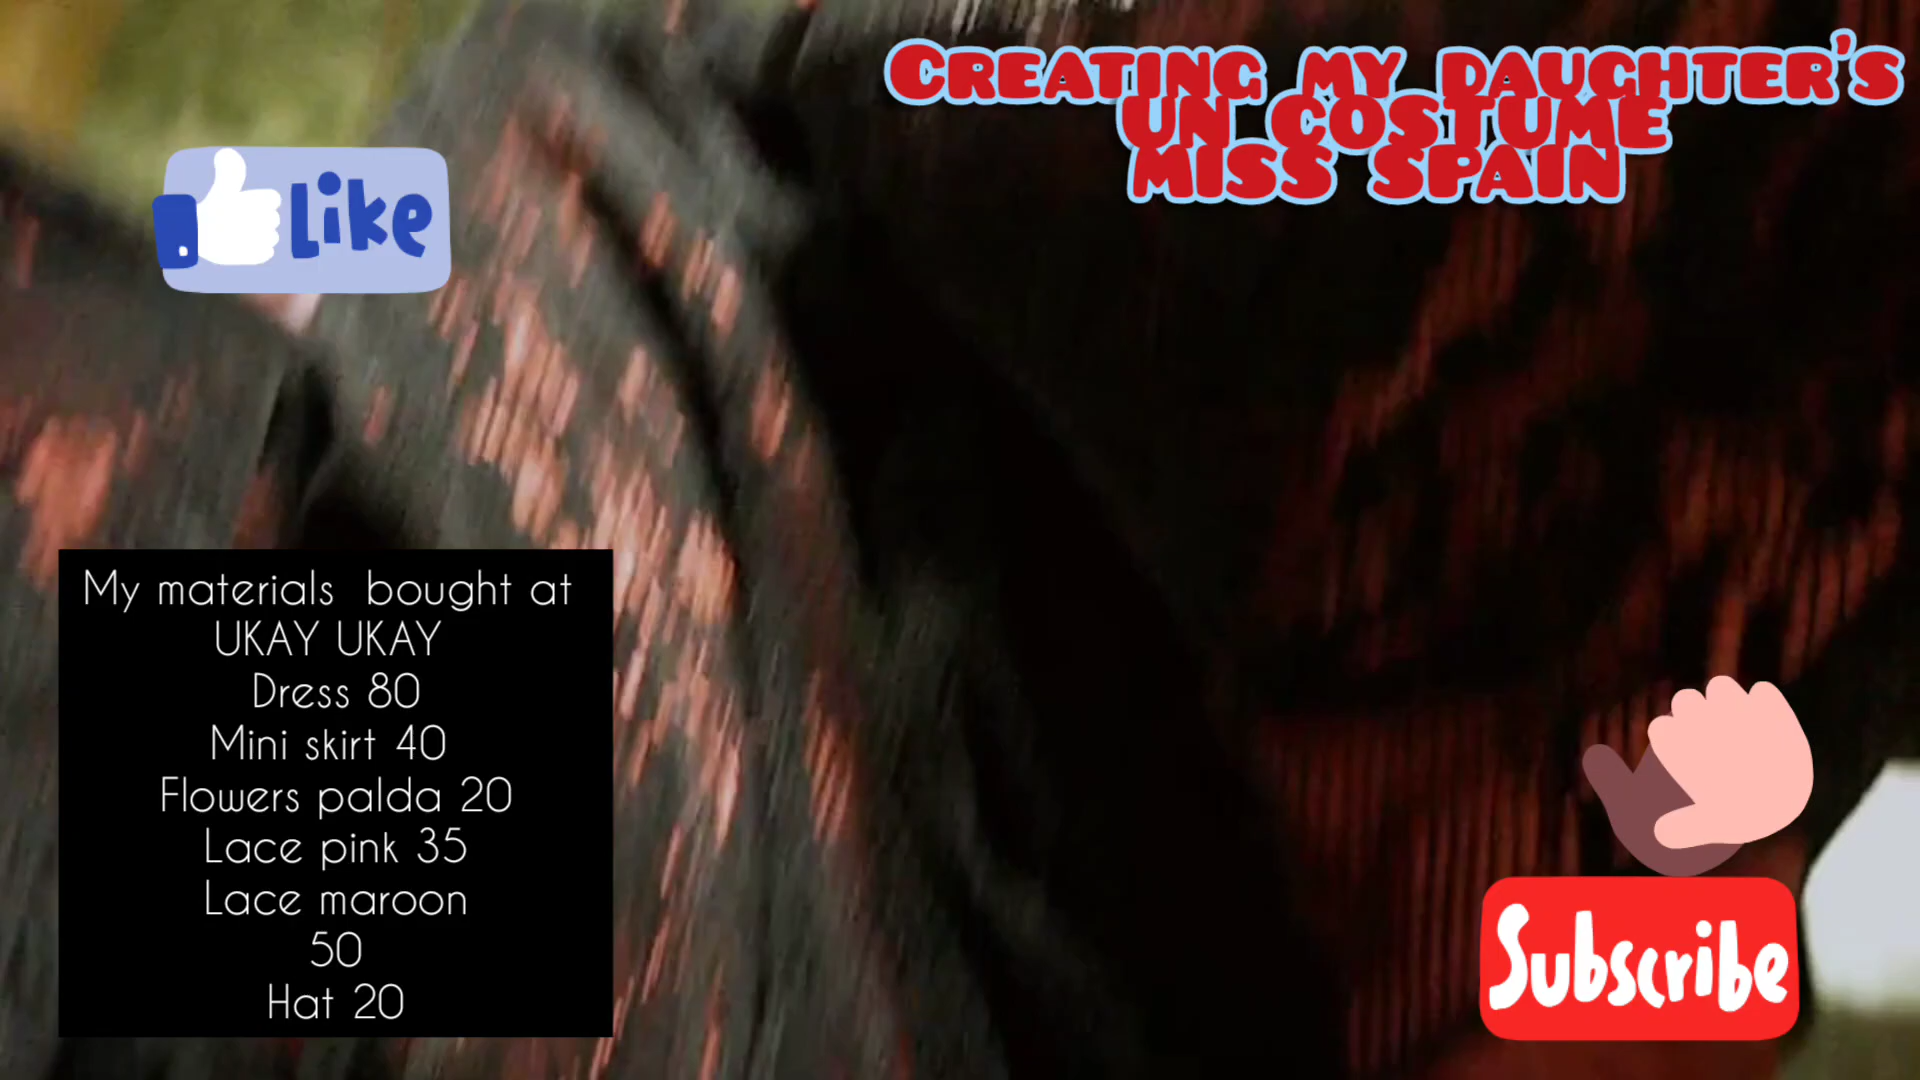 Creating my daughter's
UN costume
Miss Spain
Like
My materials bought at
UKAY UKAY
Dress 80
Mini skirt 40
Flowers palda 20
Lace pink 35
Lace maroon
50
Hat 20
Subscribe